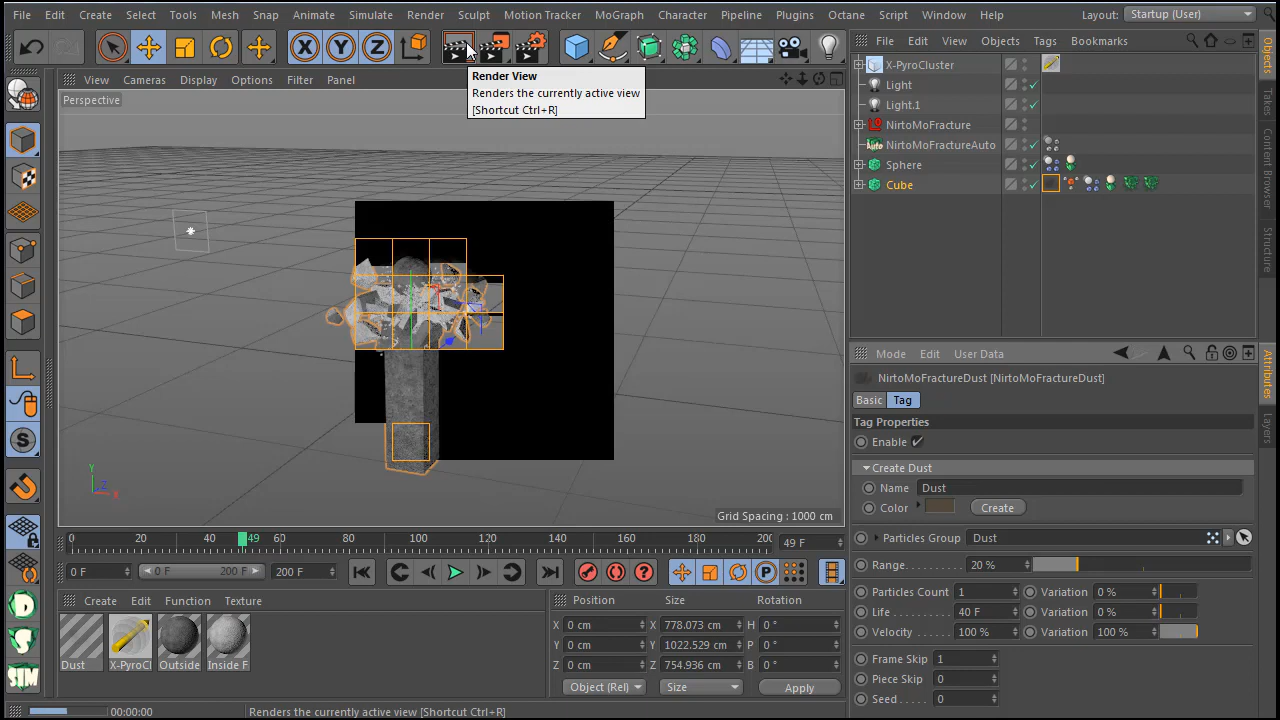 File Edit Create Select Tools Mesh Snap Animate Simulate Render Sculpt Motion Tracker MoGraph Character Pipeline Plugins Octane Script Window Help Layout: Startup (User)
X Y Z
Render View
Renders the currently active view
[Shortcut Ctrl+R]
View Cameras Display Options Filter Panel
Perspective
Y
Z
X
Grid Spacing : 1000 cm
0 20 40 49 60 80 100 120 140 160 180 200
49 F
0 F 0 F 200 F 200 F
Create Edit Function Texture
Dust X-PyroCl Outside Inside F
Position Size Rotation
X 0 cm X 778.073 cm H 0 °
Y 0 cm Y 1022.529 cm P 0 °
Z 0 cm Z 754.936 cm B 0 °
Object (Rel) Size Apply
00:00:00 Renders the currently active view [Shortcut Ctrl+R]
File Edit View Objects Tags Bookmarks
X-PyroCluster
Light
Light.1
NirtoMoFracture
NirtoMoFractureAuto
Sphere
Cube
Objects
Takes
Content Browser
Structure
Mode Edit User Data
NirtoMoFractureDust [NirtoMoFractureDust]
Basic Tag
Tag Properties
Enable
Create Dust
Name Dust
Color Create
Particles Group Dust
Range 20 %
Particles Count 1 Variation 0 %
Life 40 F Variation 0 %
Velocity 100 % Variation 100 %
Frame Skip 1
Piece Skip 0
Seed 0
Attributes
Layers
D
S
SIM